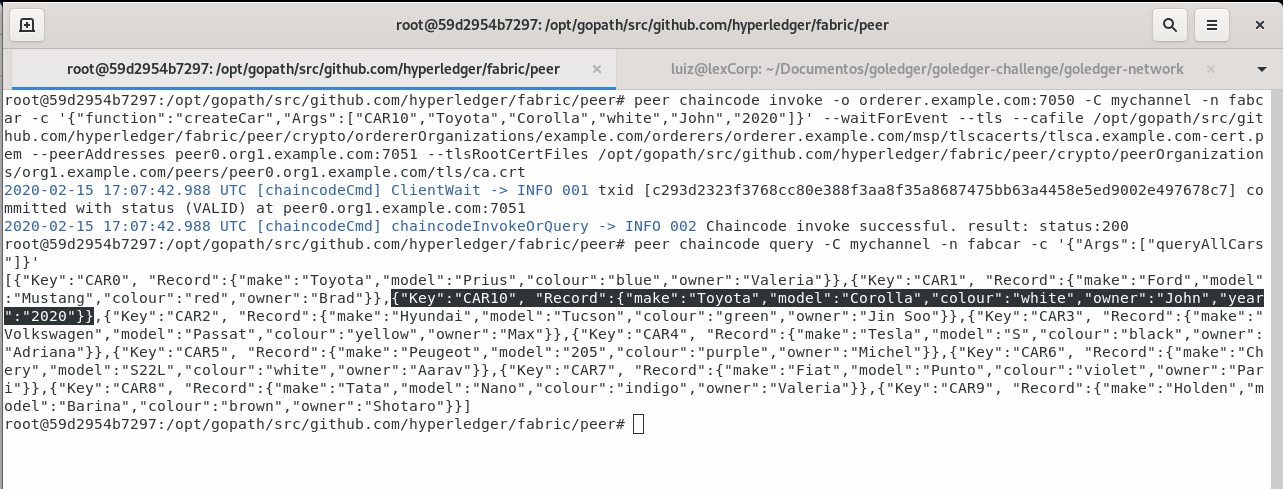 root@59d2954b7297: /opt/gopath/src/github.com/hyperledger/fabric/peer
root@59d2954b7297: /opt/gopath/src/github.com/hyperledger/fabric/peer
luiz@lexCorp: ~/Documentos/goledger/goledger-challenge/goledger-network
root@59d2954b7297:/opt/gopath/src/github.com/hyperledger/fabric/peer# peer chaincode invoke -o orderer.example.com:7050 -C mychannel -n fabc
ar -c '{"function":"createCar","Args":["CAR10","Toyota","Corolla","white","John","2020"]}' --waitForEvent --tls --cafile /opt/gopath/src/git
hub.com/hyperledger/fabric/peer/crypto/ordererOrganizations/example.com/orderers/orderer.example.com/msp/tlscacerts/tlsca.example.com-cert.p
em --peerAddresses peer0.org1.example.com:7051 --tlsRootCertFiles /opt/gopath/src/github.com/hyperledger/fabric/peer/crypto/peerOrganization
s/org1.example.com/peers/peer0.org1.example.com/tls/ca.crt
2020-02-15 17:07:42.988 UTC [chaincodeCmd] ClientWait -> INFO 001 txid [c293d2323f3768cc80e388f3aa8f35a8687475bb63a4458e5ed9002e497678c7] co
mmitted with status (VALID) at peer0.org1.example.com:7051
2020-02-15 17:07:42.988 UTC [chaincodeCmd] chaincodeInvokeOrQuery -> INFO 002 Chaincode invoke successful. result: status:200
root@59d2954b7297:/opt/gopath/src/github.com/hyperledger/fabric/peer# peer chaincode query -C mychannel -n fabcar -c '{"Args":["queryAllCars
"]}'
[{"Key":"CAR0", "Record":{"make":"Toyota","model":"Prius","colour":"blue","owner":"Valeria"}},{"Key":"CAR1", "Record":{"make":"Ford","model"
:"Mustang","colour":"red","owner":"Brad"}},{"Key":"CAR10", "Record":{"make":"Toyota","model":"Corolla","colour":"white","owner":"John","year
":"2020"}},{"Key":"CAR2", "Record":{"make":"Hyundai","model":"Tucson","colour":"green","owner":"Jin Soo"}},{"Key":"CAR3", "Record":{"make":"
Volkswagen","model":"Passat","colour":"yellow","owner":"Max"}},{"Key":"CAR4", "Record":{"make":"Tesla","model":"S","colour":"black","owner":
"Adriana"}},{"Key":"CAR5", "Record":{"make":"Peugeot","model":"205","colour":"purple","owner":"Michel"}},{"Key":"CAR6", "Record":{"make":"Ch
ery","model":"S22L","colour":"white","owner":"Aarav"}},{"Key":"CAR7", "Record":{"make":"Fiat","model":"Punto","colour":"violet","owner":"Par
i"}},{"Key":"CAR8", "Record":{"make":"Tata","model":"Nano","colour":"indigo","owner":"Valeria"}},{"Key":"CAR9", "Record":{"make":"Holden","m
odel":"Barina","colour":"brown","owner":"Shotaro"}}]
root@59d2954b7297:/opt/gopath/src/github.com/hyperledger/fabric/peer#